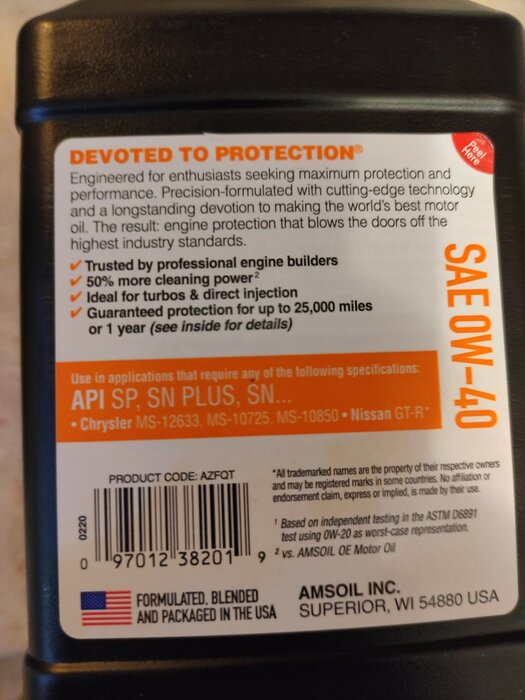 DEVOTED TO PROTECTION®
Peel
Here
Engineered for enthusiasts seeking maximum protection and
performance. Precision-formulated with cutting-edge technology
and a longstanding devotion to making the world's best motor
oil. The result: engine protection that blows the doors off the
highest industry standards.
✔ Trusted by professional engine builders
✔ 50% more cleaning power²
✔ Ideal for turbos & direct injection
✔ Guaranteed protection for up to 25,000 miles
or 1 year (see inside for details)
SAE 0W-40
Use in applications that require any of the following specifications:
API SP, SN PLUS, SN...
• Chrysler MS-12633, MS-10725, MS-10850 • Nissan GT-R*
PRODUCT CODE: AZFQT
0220
0 97012 38201 9
*All trademarked names are the property of their respective owners
and may be registered marks in some countries. No affiliation or
endorsement claim, express or implied, is made by their use.
¹ Based on independent testing in the ASTM D6891
test using 0W-20 as worst-case representation.
² vs. AMSOIL OE Motor Oil
FORMULATED, BLENDED
AND PACKAGED IN THE USA
AMSOIL INC.
SUPERIOR, WI 54880 USA